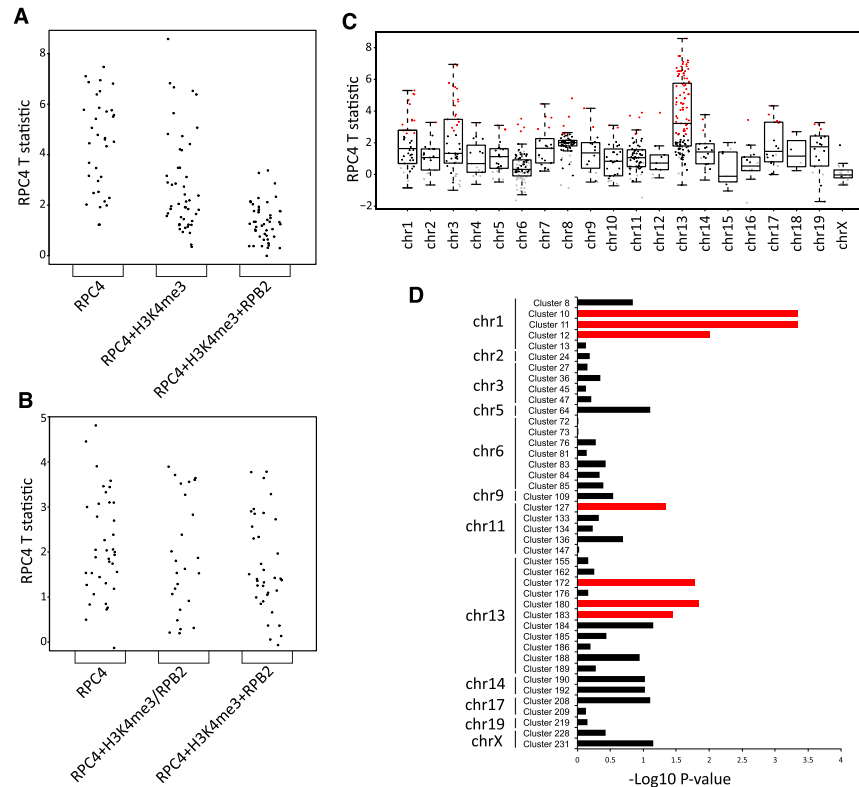 A
8
6
4
2
0
RPC4 T statistic
RPC4
RPC4+H3K4me3
RPC4+H3K4me3+RPB2
B
5
4
3
2
1
0
RPC4 T statistic
RPC4
RPC4+H3K4me3/RPB2
RPC4+H3K4me3+RPB2
C
8
6
4
2
0
−2
RPC4 T statistic
chr1
chr2
chr3
chr4
chr5
chr6
chr7
chr8
chr9
chr10
chr11
chr12
chr13
chr14
chr15
chr16
chr17
chr18
chr19
chrX
D
chr1
Cluster 8
Cluster 10
Cluster 11
Cluster 12
Cluster 13
chr2
Cluster 24
chr3
Cluster 27
Cluster 36
Cluster 45
Cluster 47
chr5
Cluster 64
chr6
Cluster 72
Cluster 73
Cluster 76
Cluster 81
Cluster 83
Cluster 84
Cluster 85
chr9
Cluster 109
chr11
Cluster 127
Cluster 133
Cluster 134
Cluster 136
Cluster 147
chr13
Cluster 155
Cluster 162
Cluster 172
Cluster 176
Cluster 180
Cluster 183
Cluster 184
Cluster 185
Cluster 186
Cluster 188
Cluster 189
chr14
Cluster 190
Cluster 192
chr17
Cluster 208
Cluster 209
chr19
Cluster 219
chrX
Cluster 228
Cluster 231
0 0.5 1 1.5 2 2.5 3 3.5 4
-Log10 P-value